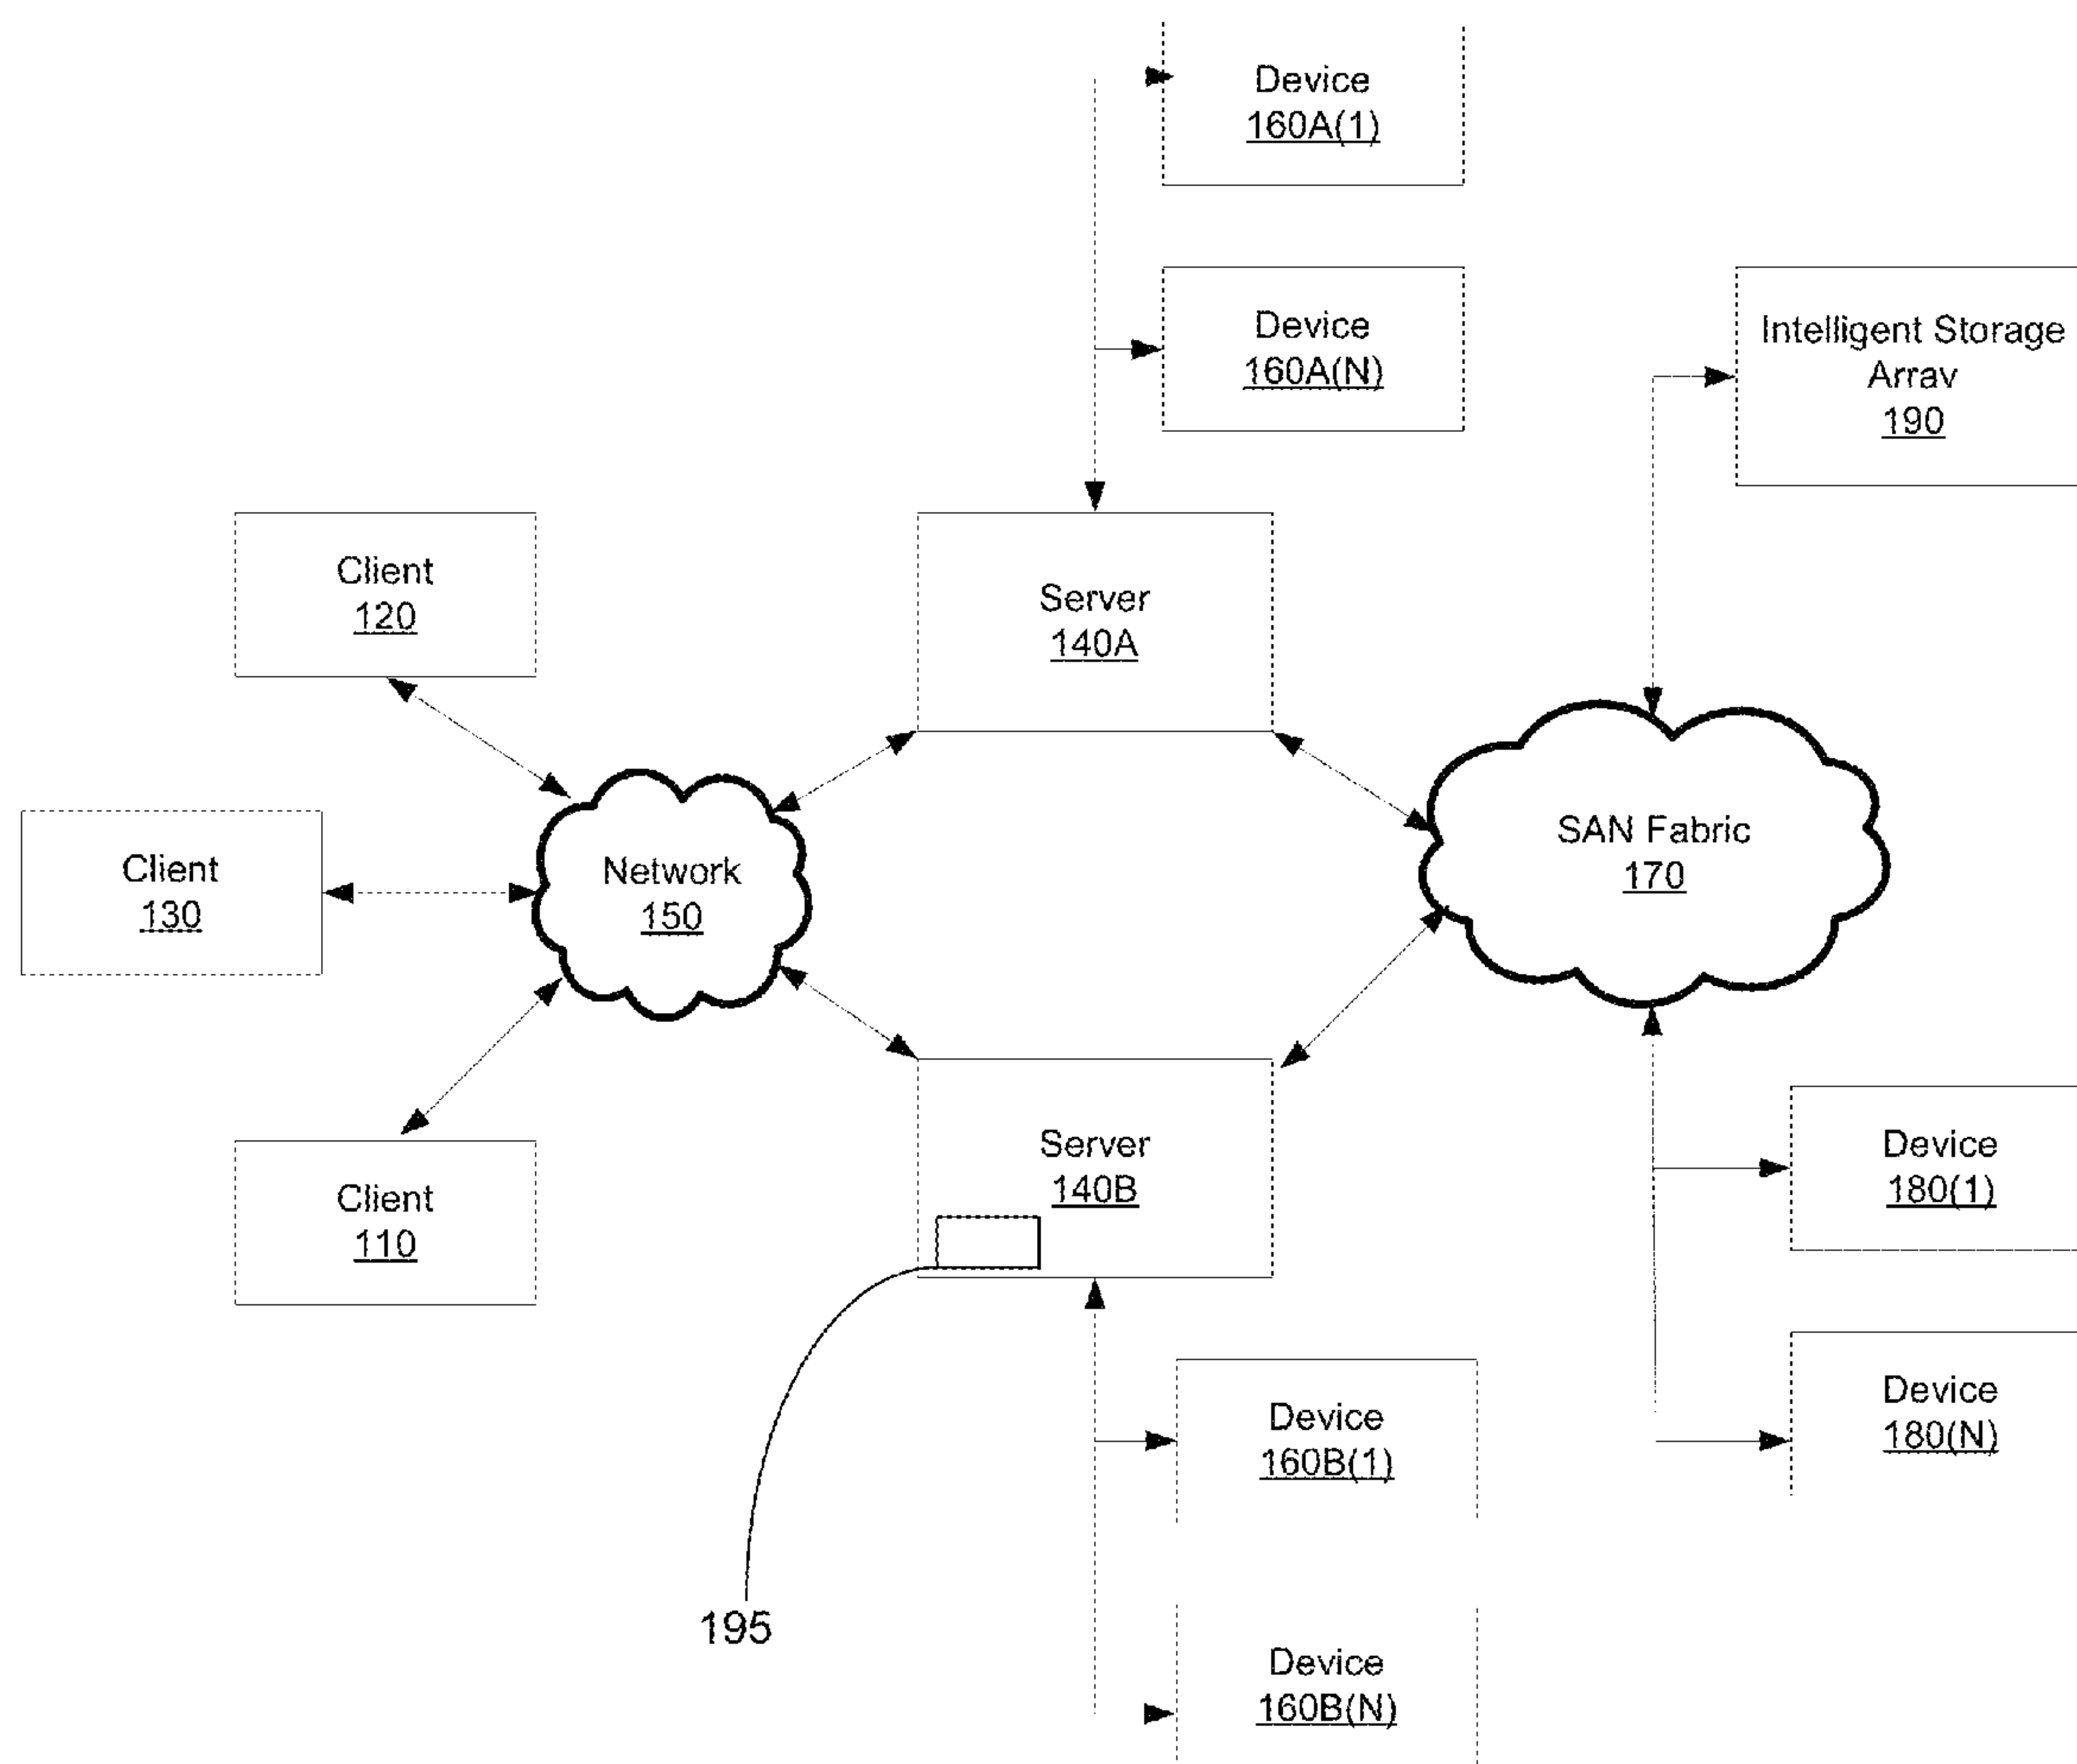 Device
160A(1)
Device
160A(N)
Intelligent Storage
Array
190
Client
120
Server
140A
Client
130
Network
150
SAN Fabric
170
Client
110
Server
140B
Device
180(1)
Device
180(N)
Device
160B(1)
195
Device
160B(N)